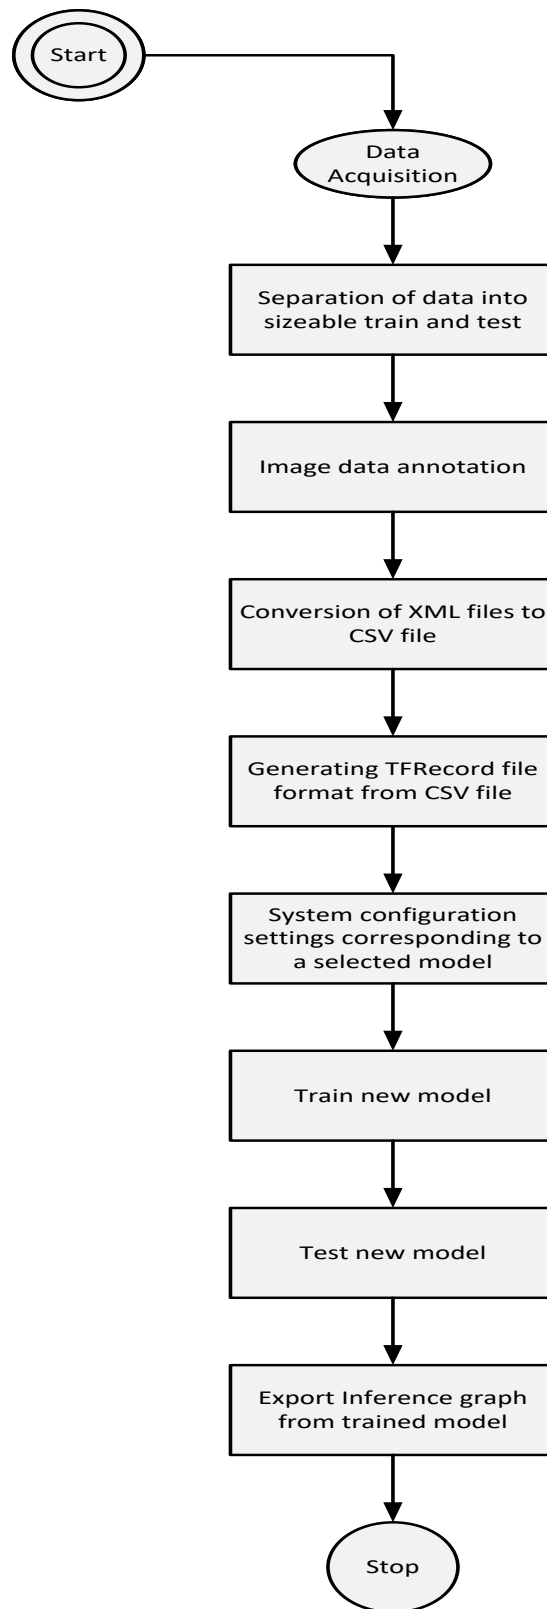 Start
Data
Acquisition
Separation of data into
sizeable train and test
Image data annotation
Conversion of XML files to
CSV file
Generating TFRecord file
format from CSV file
System configuration
settings corresponding to
a selected model
Train new model
Test new model
Export Inference graph
from trained model
Stop